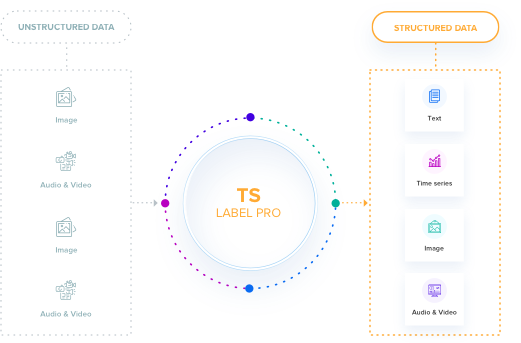 UNSTRUCTURED DATA
Image
Audio & Video
Image
Audio & Video
TS
LABEL PRO
STRUCTURED DATA
Text
Time series
Image
Audio & Video